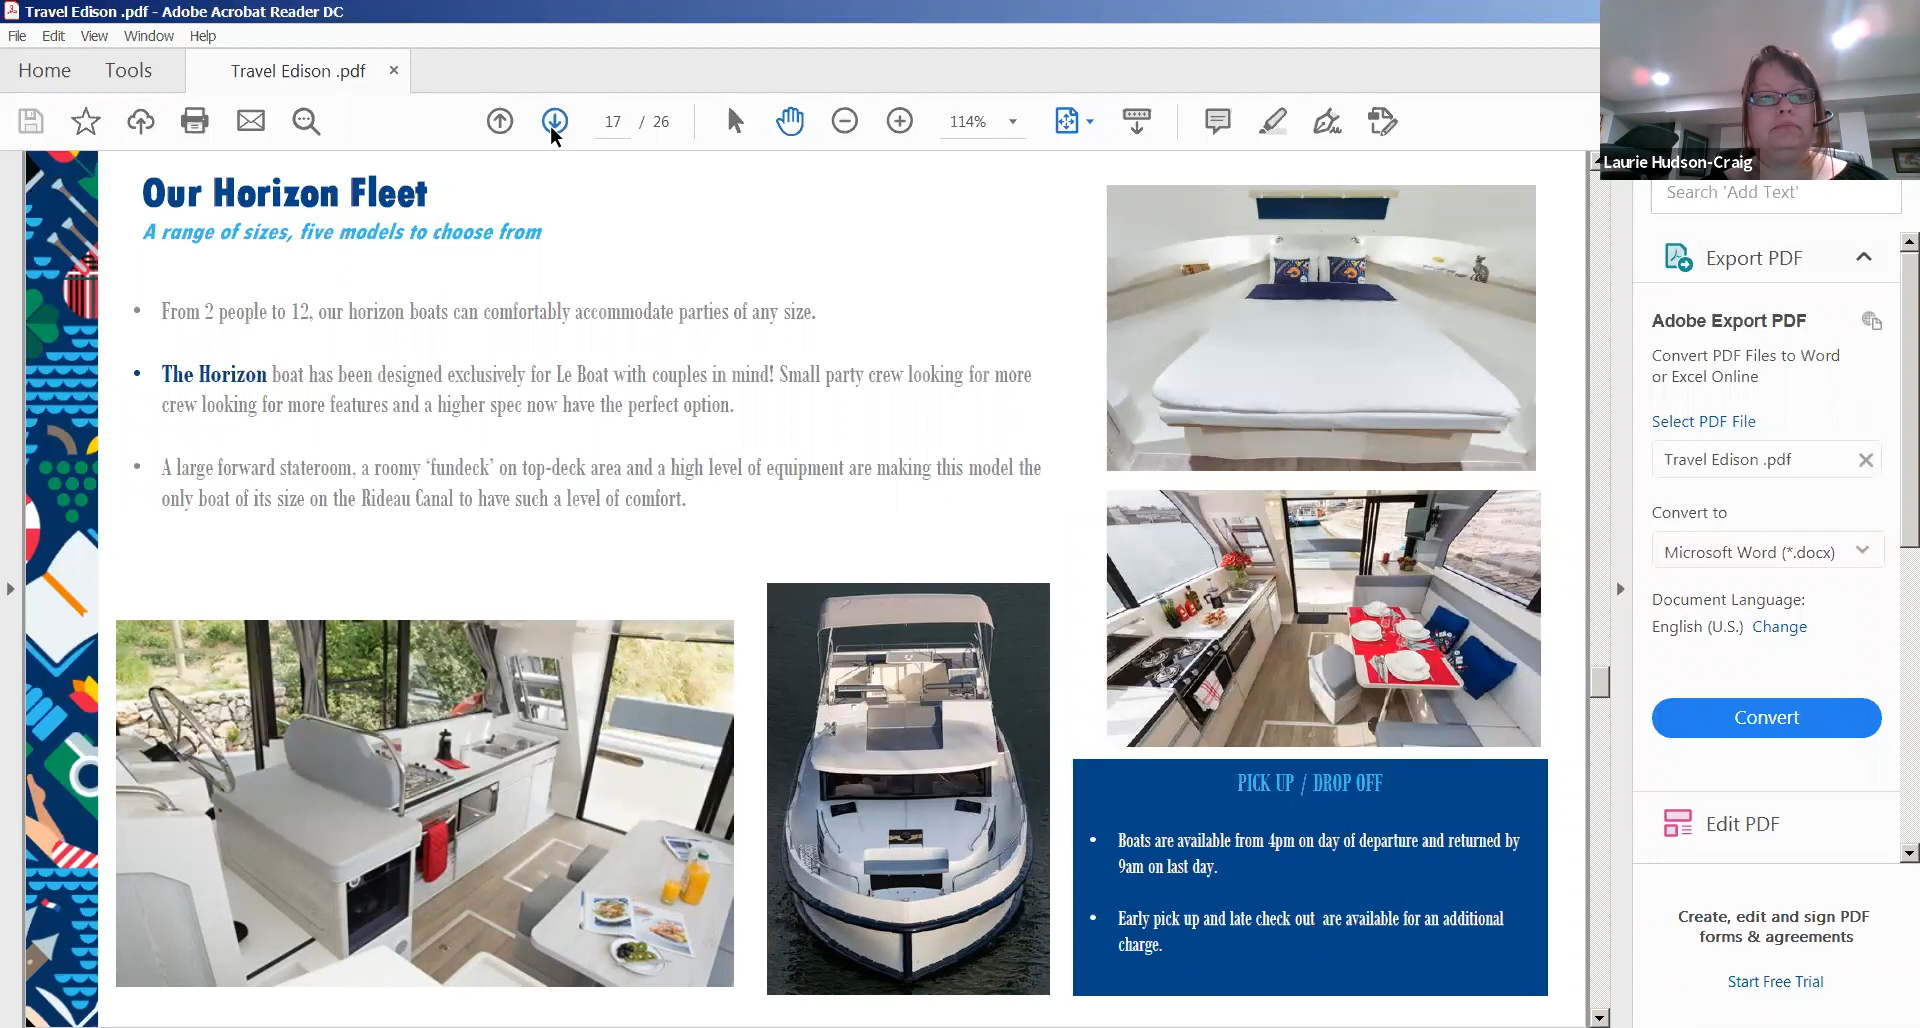 Travel Edison .pdf - Adobe Acrobat Reader DC
File Edit View Window Help
Home Tools Travel Edison .pdf ×
17 / 26 114%
Laurie Hudson-Craig
Our Horizon Fleet
A range of sizes, five models to choose from
• From 2 people to 12, our horizon boats can comfortably accommodate parties of any size.
• The Horizon boat has been designed exclusively for Le Boat with couples in mind! Small party crew looking for more
crew looking for more features and a higher spec now have the perfect option.
• A large forward stateroom, a roomy ‘fundeck’ on top-deck area and a high level of equipment are making this model the
only boat of its size on the Rideau Canal to have such a level of comfort.
PICK UP / DROP OFF
• Boats are available from 4pm on day of departure and returned by
9am on last day.
• Early pick up and late check out are available for an additional
charge.
Search 'Add Text'
Export PDF
Adobe Export PDF
Convert PDF Files to Word
or Excel Online
Select PDF File
Travel Edison .pdf
Convert to
Microsoft Word (*.docx)
Document Language:
English (U.S.) Change
Convert
Edit PDF
Create, edit and sign PDF
forms & agreements
Start Free Trial